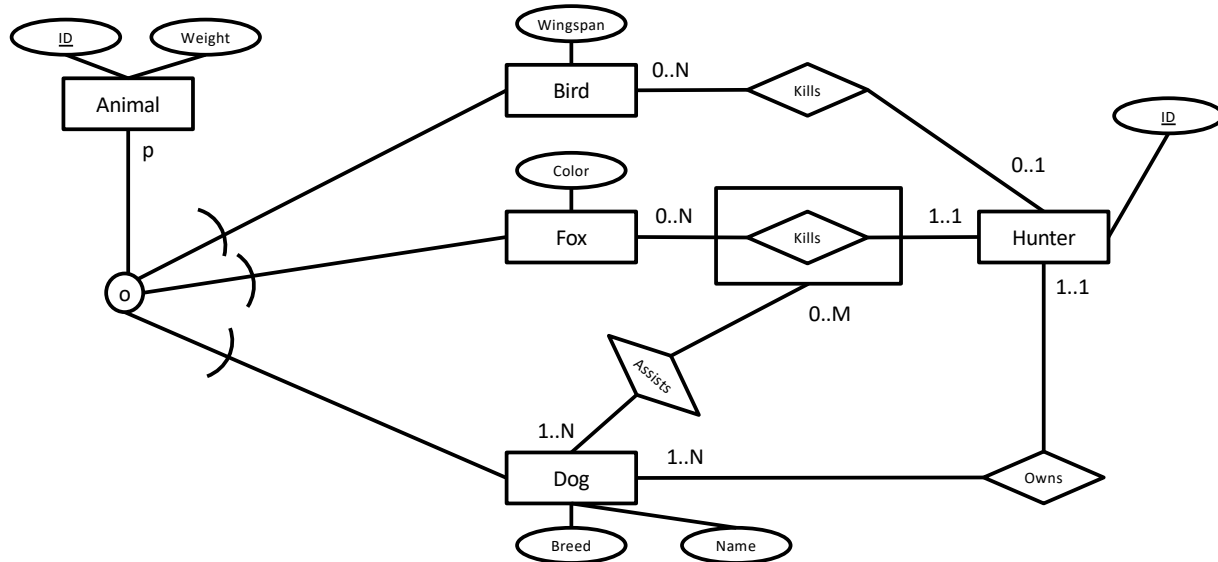 ID
Weight
Animal
p
o
Wingspan
Bird
0..N
Kills
0..1
ID
Color
Fox
0..N
Kills
1..1
Hunter
1..1
0..M
Assists
1..N
Dog
1..N
Owns
Breed
Name